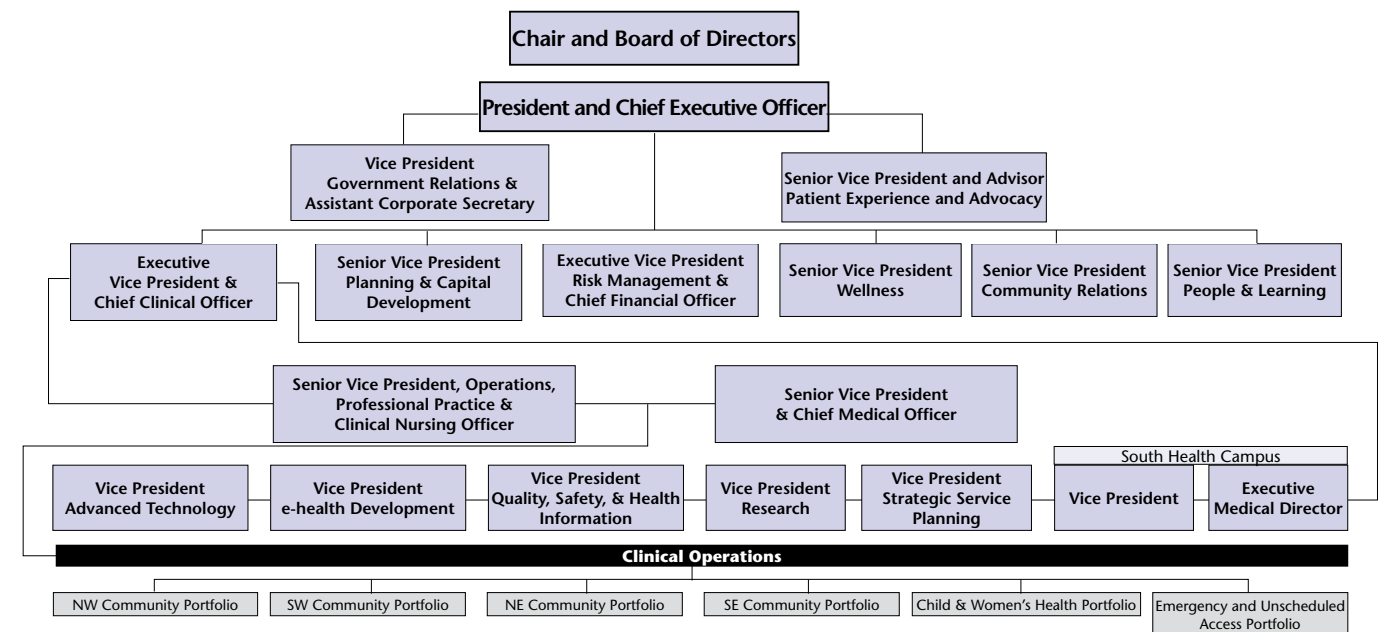 Chair and Board of Directors
President and Chief Executive Officer
Vice President
Government Relations &
Assistant Corporate Secretary
Senior Vice President and Advisor
Patient Experience and Advocacy
Executive
Vice President &
Chief Clinical Officer
Senior Vice President
Planning & Capital
Development
Executive Vice President
Risk Management &
Chief Financial Officer
Senior Vice President
Wellness
Senior Vice President
Community Relations
Senior Vice President
People & Learning
Senior Vice President, Operations,
Professional Practice &
Clinical Nursing Officer
Senior Vice President
& Chief Medical Officer
South Health Campus
Vice President
Advanced Technology
Vice President
e-health Development
Vice President
Quality, Safety, & Health
Information
Vice President
Research
Vice President
Strategic Service
Planning
Vice President
Executive
Medical Director
Clinical Operations
NW Community Portfolio
SW Community Portfolio
NE Community Portfolio
SE Community Portfolio
Child & Women's Health Portfolio
Emergency and Unscheduled
Access Portfolio